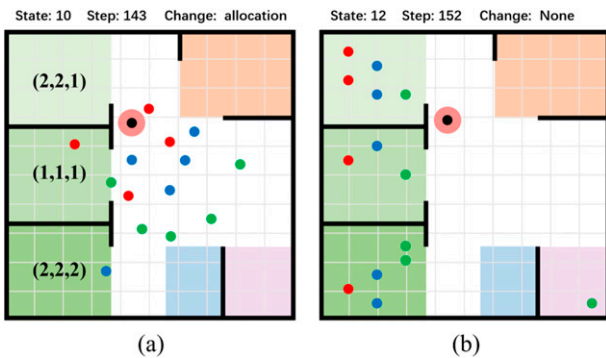 State: 10 Step: 143 Change: allocation
State: 12 Step: 152 Change: None
(2,2,1)
(1,1,1)
(2,2,2)
(a)
(b)